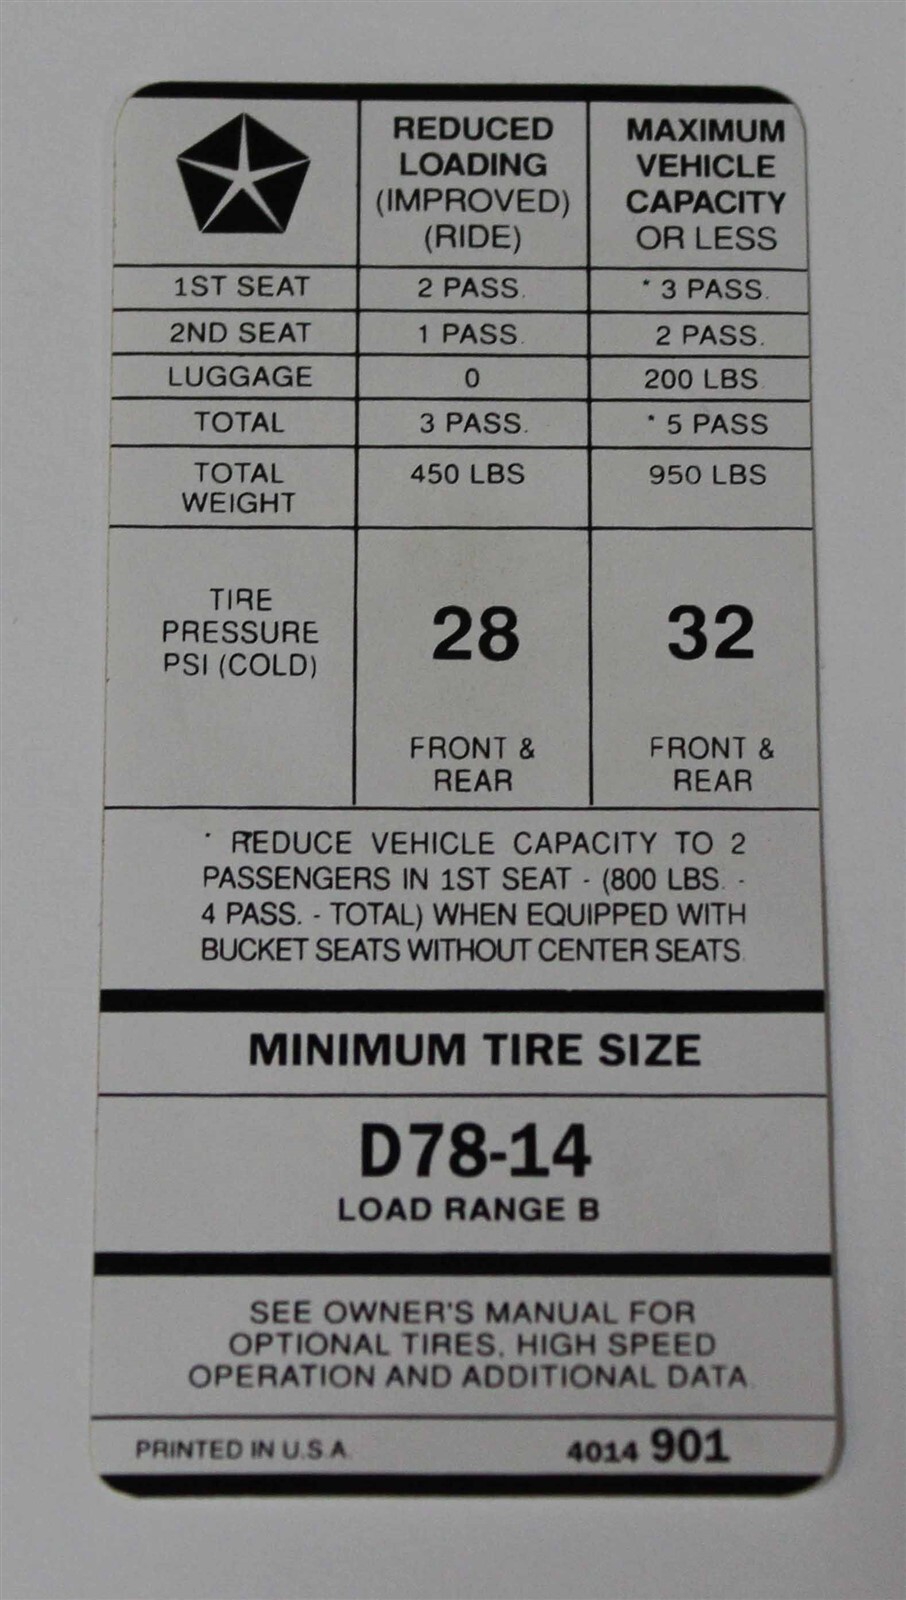 REDUCED
LOADING
(IMPROVED)
(RIDE)
MAXIMUM
VEHICLE
CAPACITY
OR LESS
1ST SEAT 2 PASS. * 3 PASS.
2ND SEAT 1 PASS. 2 PASS.
LUGGAGE 0 200 LBS
TOTAL 3 PASS. * 5 PASS
TOTAL
WEIGHT
450 LBS 950 LBS
TIRE
PRESSURE
PSI (COLD)
28
FRONT &
REAR
32
FRONT &
REAR
* REDUCE VEHICLE CAPACITY TO 2
PASSENGERS IN 1ST SEAT - (800 LBS. -
4 PASS. - TOTAL) WHEN EQUIPPED WITH
BUCKET SEATS WITHOUT CENTER SEATS.
MINIMUM TIRE SIZE
D78-14
LOAD RANGE B
SEE OWNER'S MANUAL FOR
OPTIONAL TIRES, HIGH SPEED
OPERATION AND ADDITIONAL DATA.
PRINTED IN U.S.A. 4014 901